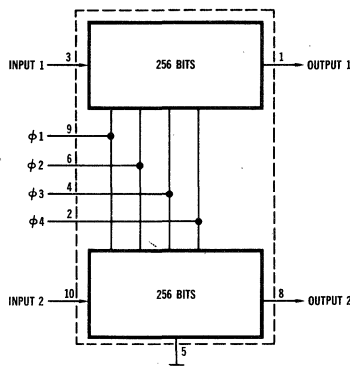 INPUT 1 3 256 BITS 1 OUTPUT 1
ϕ1 9
ϕ2 6
ϕ3 4
ϕ4 2
INPUT 2 10 256 BITS 8 OUTPUT 2
5